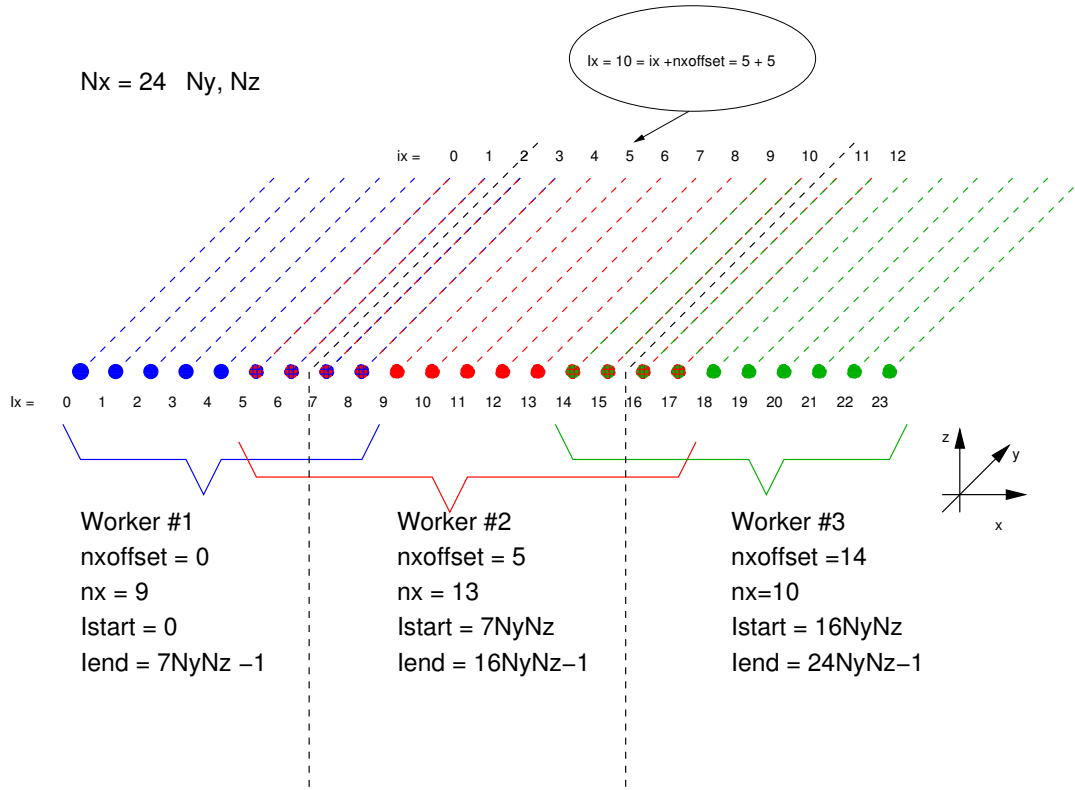 Ix = 10 = ix +nxoffset = 5 + 5
Nx = 24 Ny, Nz
ix = 0 1 2 3 4 5 6 7 8 9 10 11 12
Ix = 0 1 2 3 4 5 6 7 8 9 10 11 12 13 14 15 16 17 18 19 20 21 22 23
z
y
x
Worker #1
nxoffset = 0
nx = 9
Istart = 0
Iend = 7NyNz −1
Worker #2
nxoffset = 5
nx = 13
Istart = 7NyNz
Iend = 16NyNz−1
Worker #3
nxoffset =14
nx=10
Istart = 16NyNz
Iend = 24NyNz−1